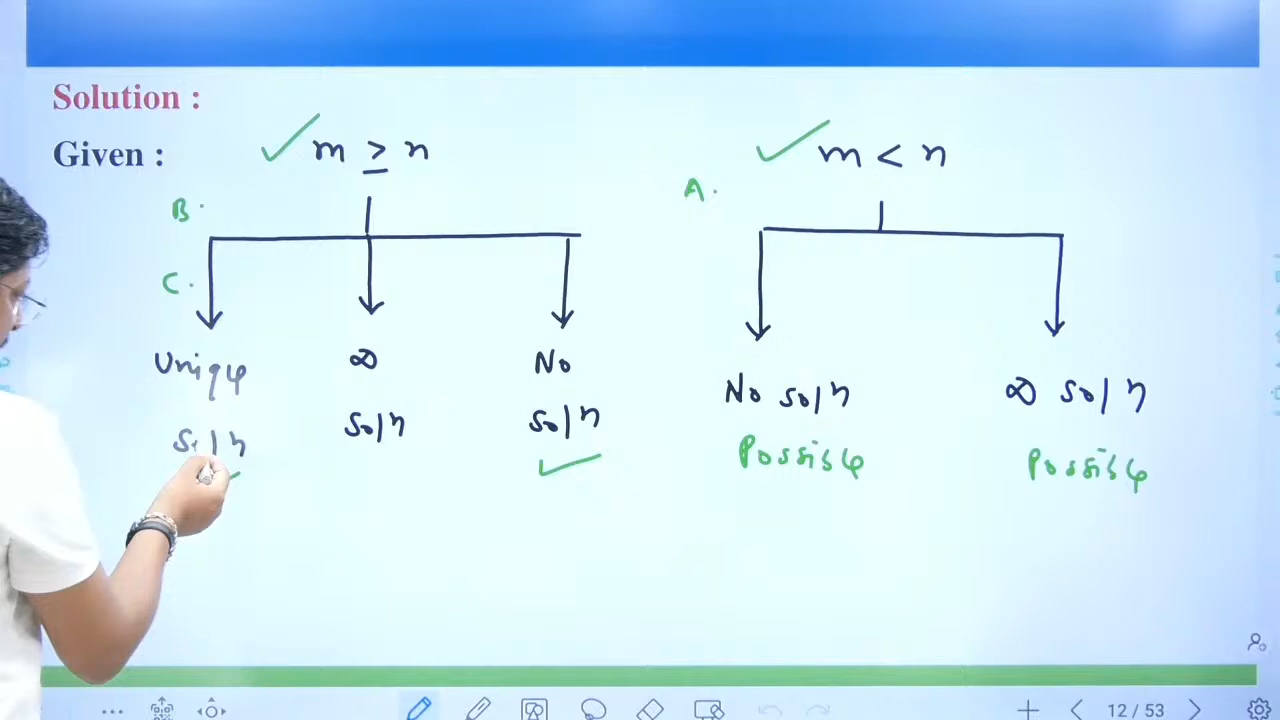 Solution :
Given :
m ≥ n
m < n
B.
A.
C.
Unique
Soln
∞
Soln
No
Soln
No Soln
Possible
∞ Soln
Possible
12 / 53